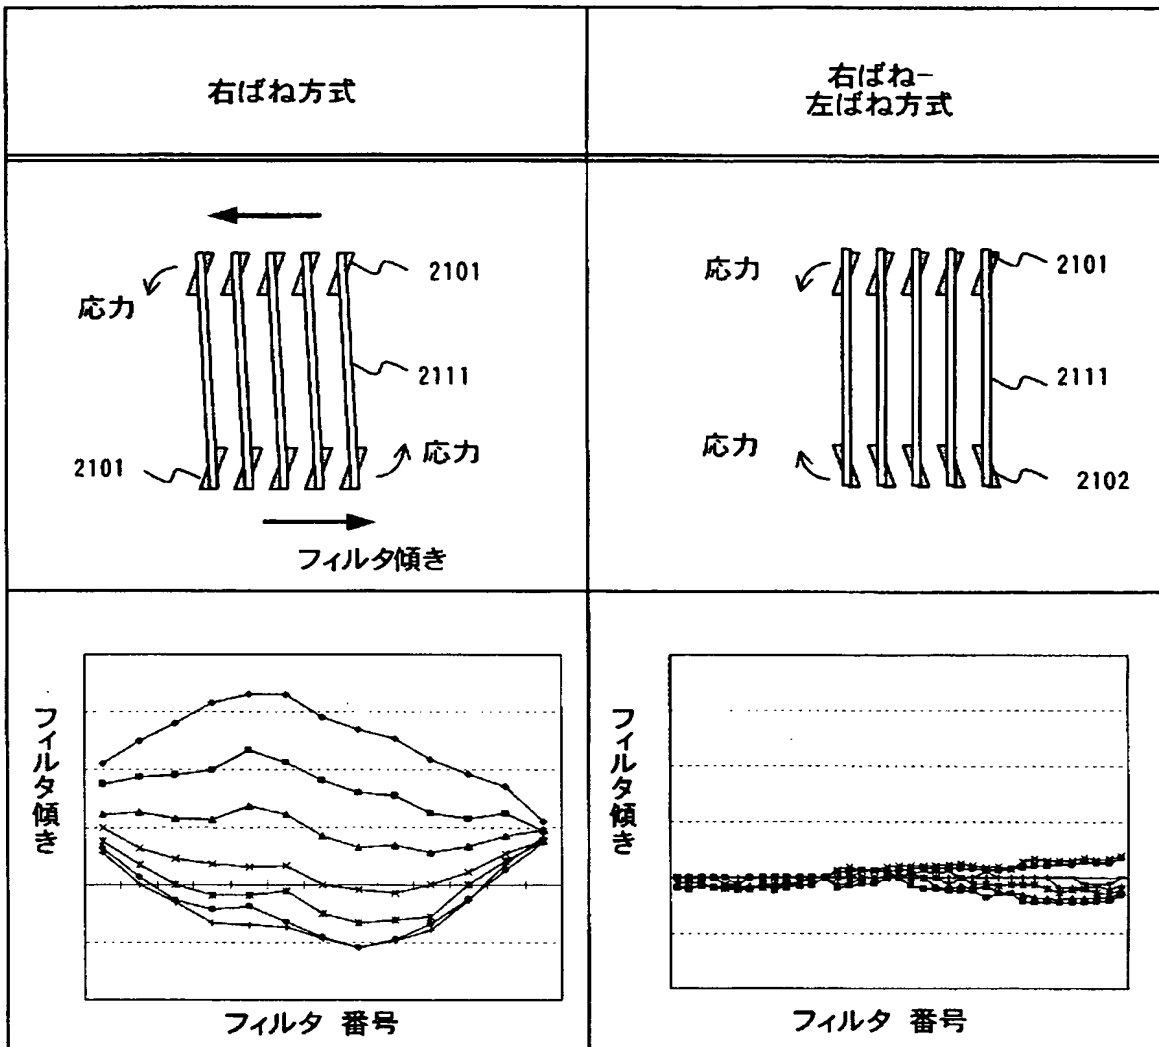 右ばね方式
右ばね-
左ばね方式
応力
2101
2111
2101
応力
フィルタ傾き
応力
2101
2111
応力
2102
フィルタ傾き
フィルタ 番号
フィルタ傾き
フィルタ 番号